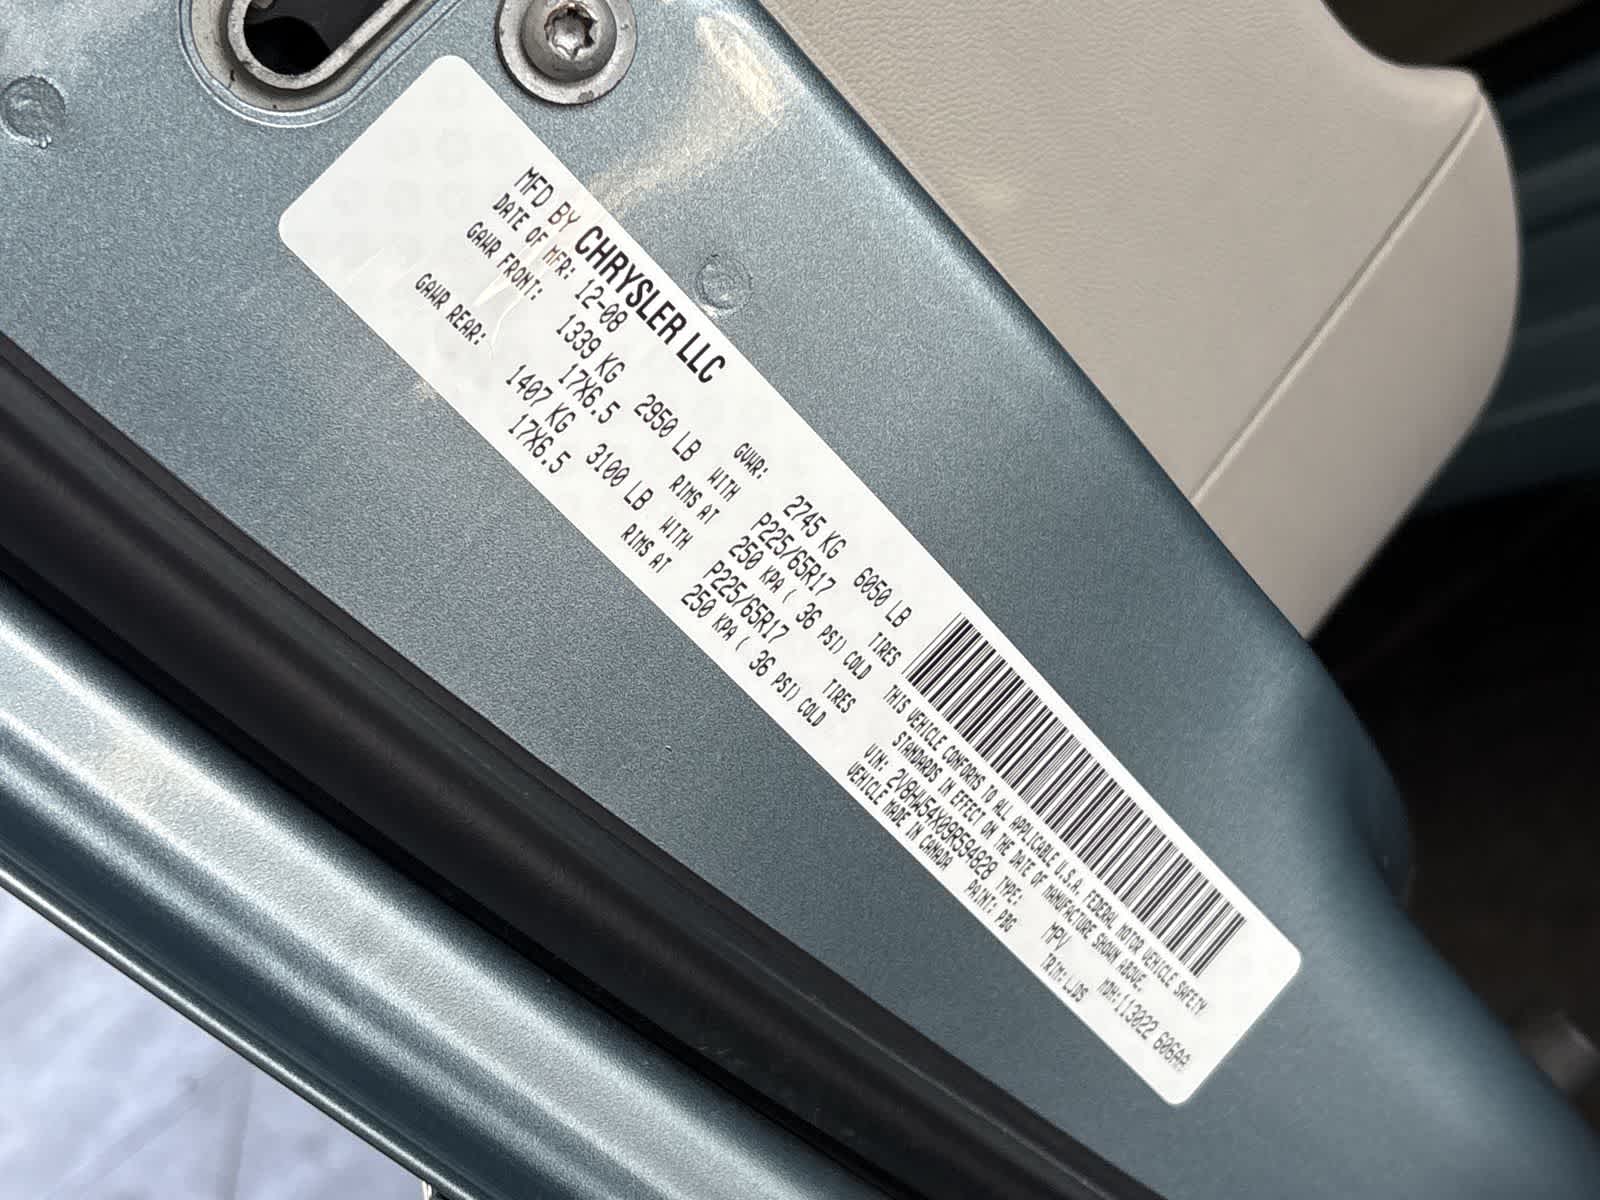 MFD BY CHRYSLER LLC
DATE OF MFR: 12-08 GVWR: 2745 KG 6050 LB
GAWR FRONT: 1339 KG 2950 LB WITH P225/65R17 TIRES
17X6.5 RIMS AT 250 KPA ( 36 PSI) COLD
GAWR REAR: 1407 KG 3100 LB WITH P225/65R17 TIRES
17X6.5 RIMS AT 250 KPA ( 36 PSI) COLD
THIS VEHICLE CONFORMS TO ALL APPLICABLE U.S.A. FEDERAL MOTOR VEHICLE SAFETY
STANDARDS IN EFFECT ON THE DATE OF MANUFACTURE SHOWN ABOVE.
VIN: 2V8HW54X09R594828 TYPE: MPV MDH: 113022 606AA
VEHICLE MADE IN CANADA PAINT: PBG TRIM: LJDS